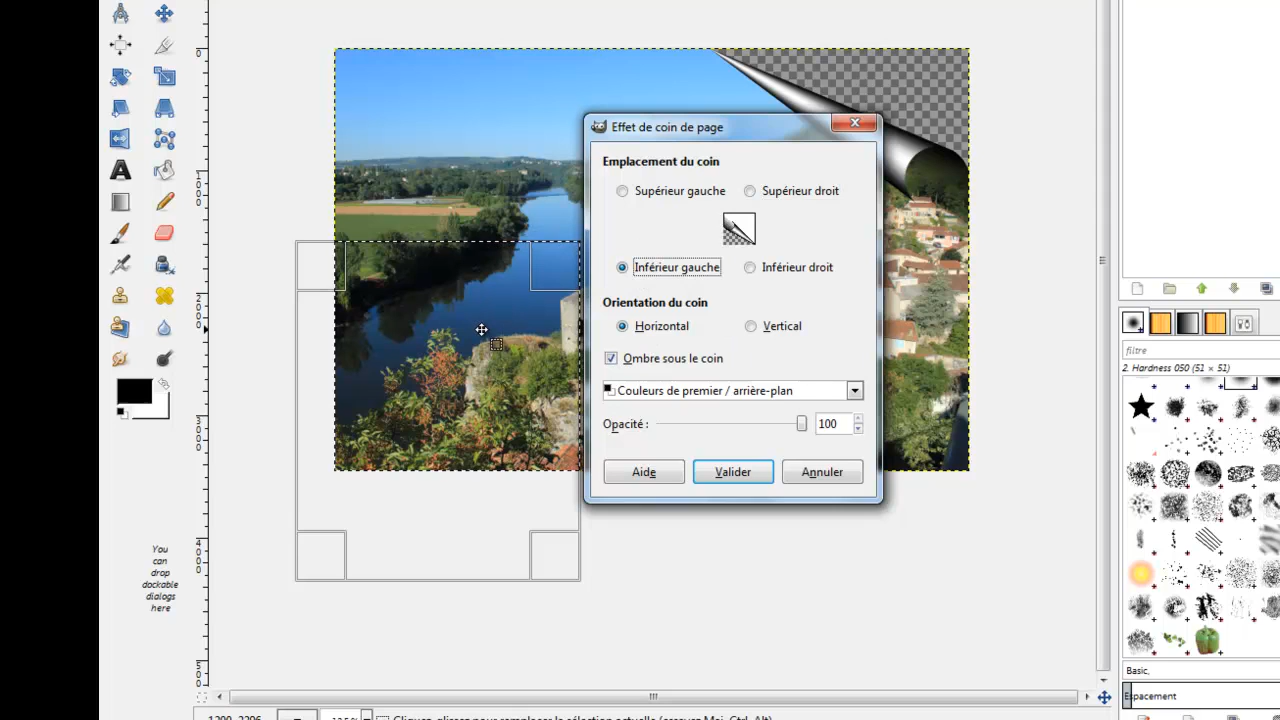 Effet de coin de page
Emplacement du coin
Supérieur gauche
Supérieur droit
Inférieur gauche
Inférieur droit
Orientation du coin
Horizontal
Vertical
Ombre sous le coin
Couleurs de premier / arrière-plan
Opacité :
100
Aide
Valider
Annuler
You
can
drop
dockable
dialogs
here
filtre
2. Hardness 050 (51 × 51)
Basic,
Espacement